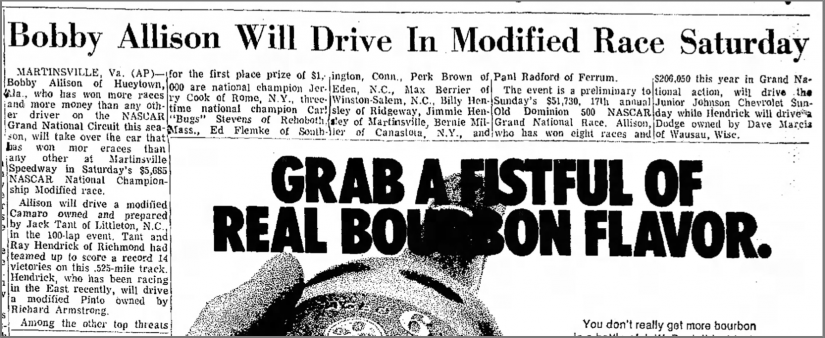 Bobby Allison Will Drive In Modified Race Saturday
MARTINSVILLE, Va. (AP)—
Bobby Allison of Hueytown,
Ala., who has won more races
and more money than any oth-
er driver on the NASCAR
Grand National Circuit this sea-
son, will take over the car that
has won mor eraces than
any other at Martinsville
Speedway in Saturday's $5,685
NASCAR National Champion-
ship Modified race.
Allison will drive a modified
Camaro owned and prepared
by Jack Tant of Littleton, N.C.,
in the 100-lap event. Tant and
Ray Hendrick of Richmond had
teamed up to score a record 14
victories on this .525-mile track.
Hendrick, who has been racing
in the East recently, will drive
a modified Pinto owned by
Richard Armstrong.
Among the other top threats
for the first place prize of $1,
000 are national champion Jer-
ry Cook of Rome, N.Y., three-
time national champion Carl
"Bugs" Stevens of Rehoboth,
Mass., Ed Flemke of South-
ington, Conn., Perk Brown of
Eden, N.C., Max Berrier of
Winston-Salem, N.C., Billy Hen-
sley of Ridgeway, Jimmie Hen-
sley of Martinsville, Bernie Mil-
ler of Canastota, N.Y., and
Paul Radford of Ferrum.
The event is a preliminary to
Sunday's $51,730, 17th annual
Old Dominion 500 NASCAR
Grand National Race. Allison,
who has won eight races and
$206,050 this year in Grand Na-
tional action, will drive the
Junior Johnson Chevrolet Sun-
day while Hendrick will drive a
Dodge owned by Dave Marcis
of Wausau, Wisc.
GRAB A FISTFUL OF
REAL BOURBON FLAVOR.
You don't really get more bourbon